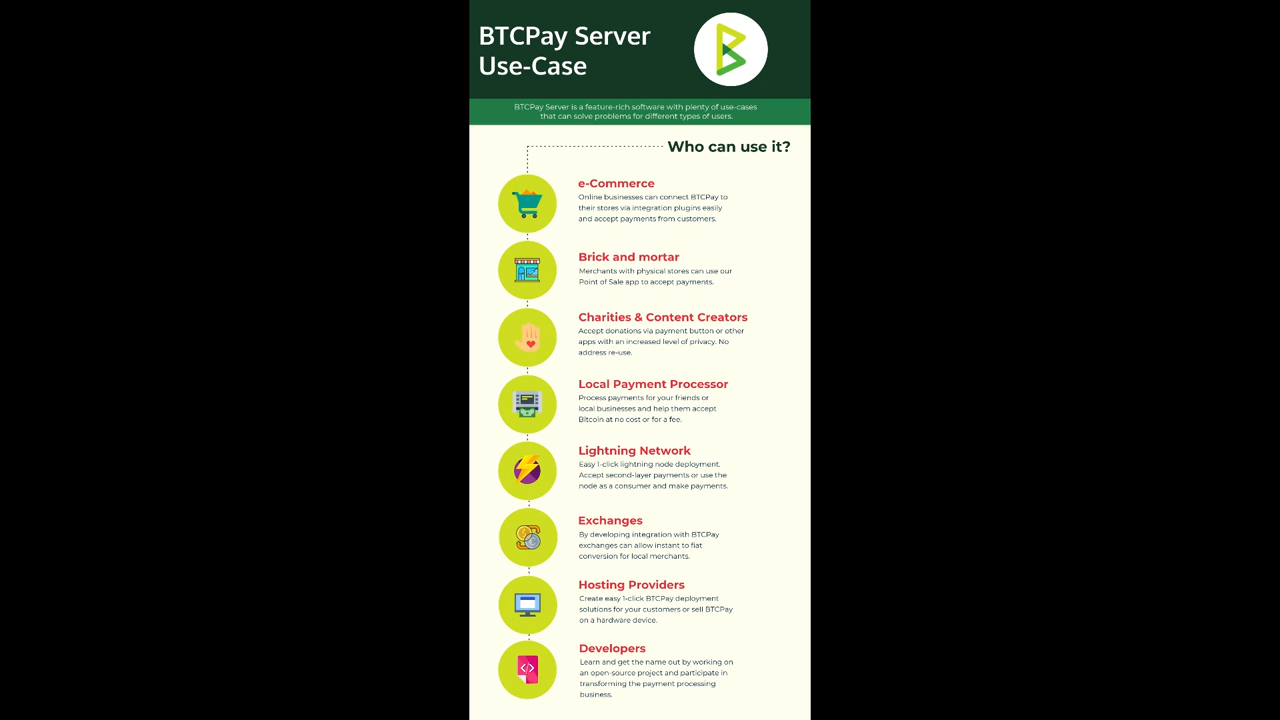 BTCPay Server
Use-Case
BTCPay Server is a feature-rich software with plenty of use-cases
that can solve problems for different types of users.
Who can use it?
e-Commerce
Online businesses can connect BTCPay to
their stores via integration plugins easily
and accept payments from customers.
Brick and mortar
Merchants with physical stores can use our
Point of Sale app to accept payments.
Charities & Content Creators
Accept donations via payment button or other
apps with an increased level of privacy. No
address re-use.
Local Payment Processor
Process payments for your friends or
local businesses and help them accept
Bitcoin at no cost or for a fee.
Lightning Network
Easy 1-click lightning node deployment.
Accept second-layer payments or use the
node as a consumer and make payments.
Exchanges
By developing integration with BTCPay
exchanges can allow instant to fiat
conversion for local merchants.
Hosting Providers
Create easy 1-click BTCPay deployment
solutions for your customers or sell BTCPay
on a hardware device.
Developers
Learn and get the name out by working on
an open-source project and participate in
transforming the payment processing
business.